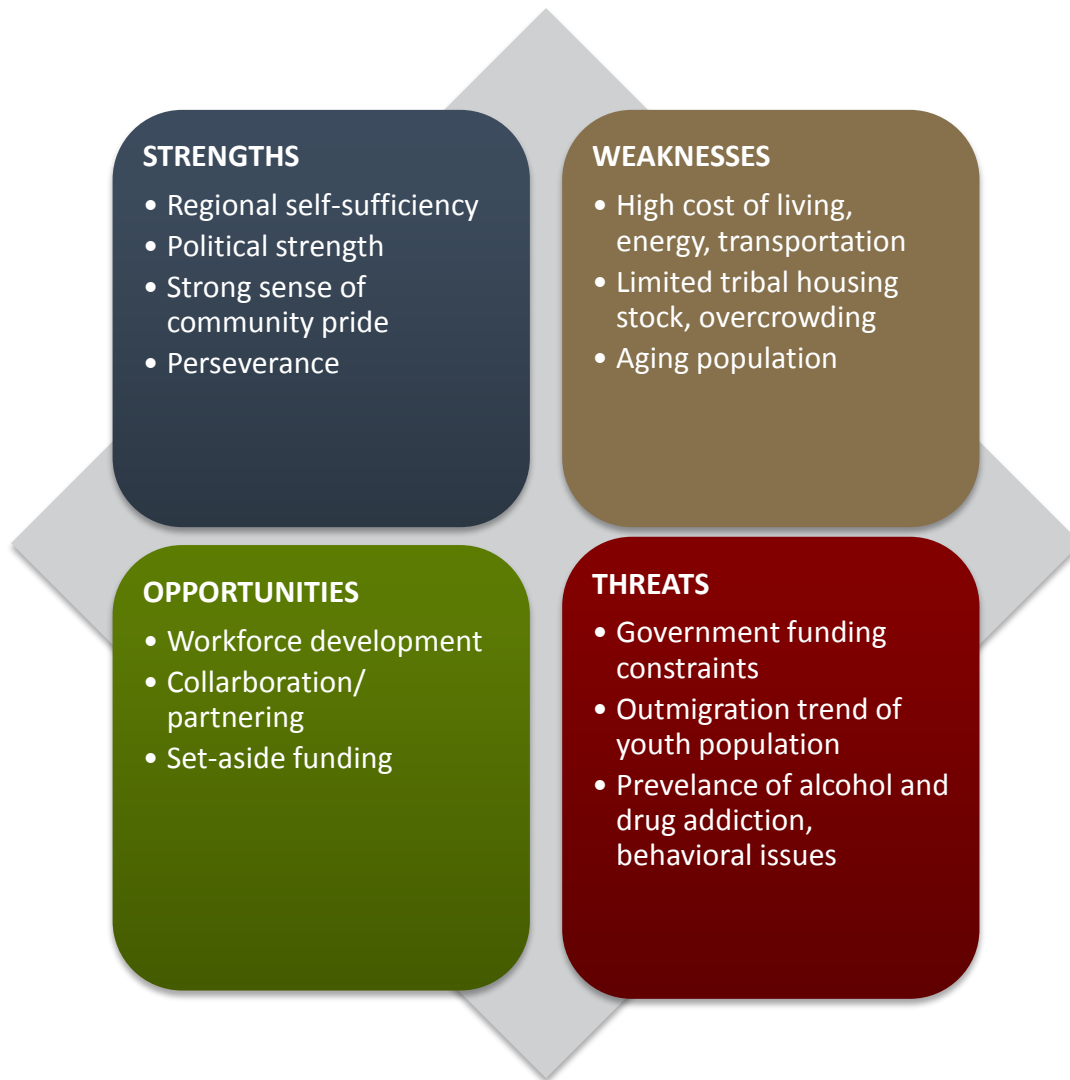 STRENGTHS
• Regional self-sufficiency
• Political strength
• Strong sense of
community pride
• Perseverance
WEAKNESSES
• High cost of living,
energy, transportation
• Limited tribal housing
stock, overcrowding
• Aging population
OPPORTUNITIES
• Workforce development
• Collarboration/
partnering
• Set-aside funding
THREATS
• Government funding
constraints
• Outmigration trend of
youth population
• Prevelance of alcohol and
drug addiction,
behavioral issues